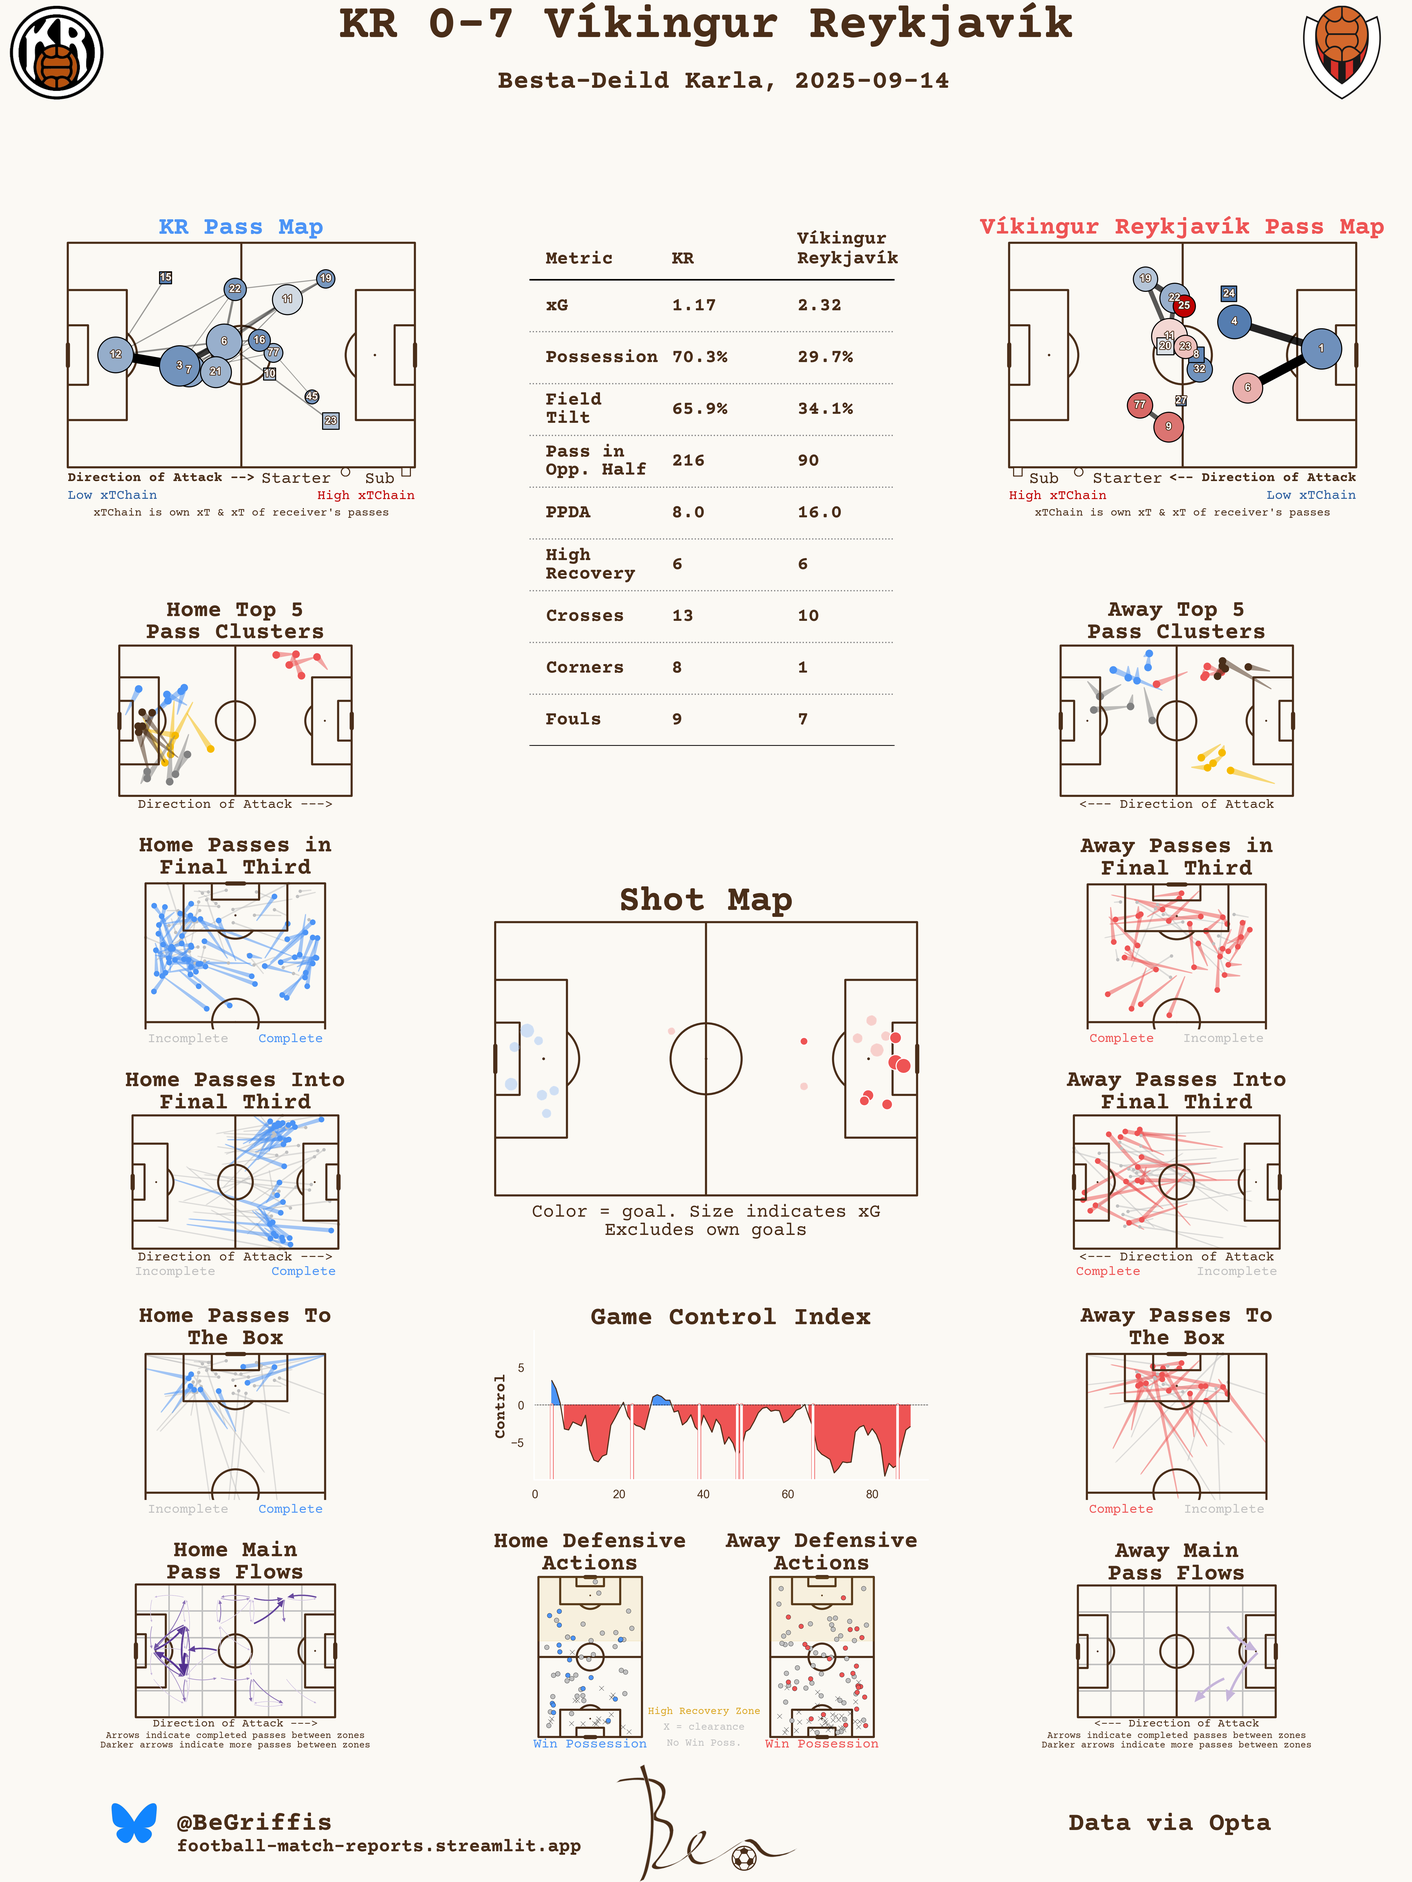 KR 0-7 Víkingur Reykjavík
Besta-Deild Karla, 2025-09-14
KR
KR Pass Map
15
22
19
11
12
6
16
77
3
7
21
10
45
23
Direction of Attack --> Starter Sub
Low xTChain High xTChain
xTChain is own xT & xT of receiver's passes
Metric KR Víkingur Reykjavík
xG 1.17 2.32
Possession 70.3% 29.7%
Field Tilt 65.9% 34.1%
Pass in Opp. Half 216 90
PPDA 8.0 16.0
High Recovery 6 6
Crosses 13 10
Corners 8 1
Fouls 9 7
Víkingur Reykjavík Pass Map
19
22
25
24
4
11
20
23
8
32
1
6
77
27
9
Sub Starter <-- Direction of Attack
High xTChain Low xTChain
xTChain is own xT & xT of receiver's passes
Home Top 5
Pass Clusters
Direction of Attack --->
Away Top 5
Pass Clusters
<--- Direction of Attack
Home Passes in
Final Third
Incomplete Complete
Away Passes in
Final Third
Complete Incomplete
Shot Map
Color = goal. Size indicates xG
Excludes own goals
Home Passes Into
Final Third
Direction of Attack --->
Incomplete Complete
Away Passes Into
Final Third
<--- Direction of Attack
Complete Incomplete
Home Passes To
The Box
Incomplete Complete
Game Control Index
Control
5
0
−5
0 20 40 60 80
Away Passes To
The Box
Complete Incomplete
Home Main
Pass Flows
Direction of Attack --->
Arrows indicate completed passes between zones
Darker arrows indicate more passes between zones
Home Defensive
Actions
Win Possession
High Recovery Zone
X = clearance
No Win Poss.
Away Defensive
Actions
Win Possession
Away Main
Pass Flows
<--- Direction of Attack
Arrows indicate completed passes between zones
Darker arrows indicate more passes between zones
@BeGriffis
football-match-reports.streamlit.app
Ben
Data via Opta